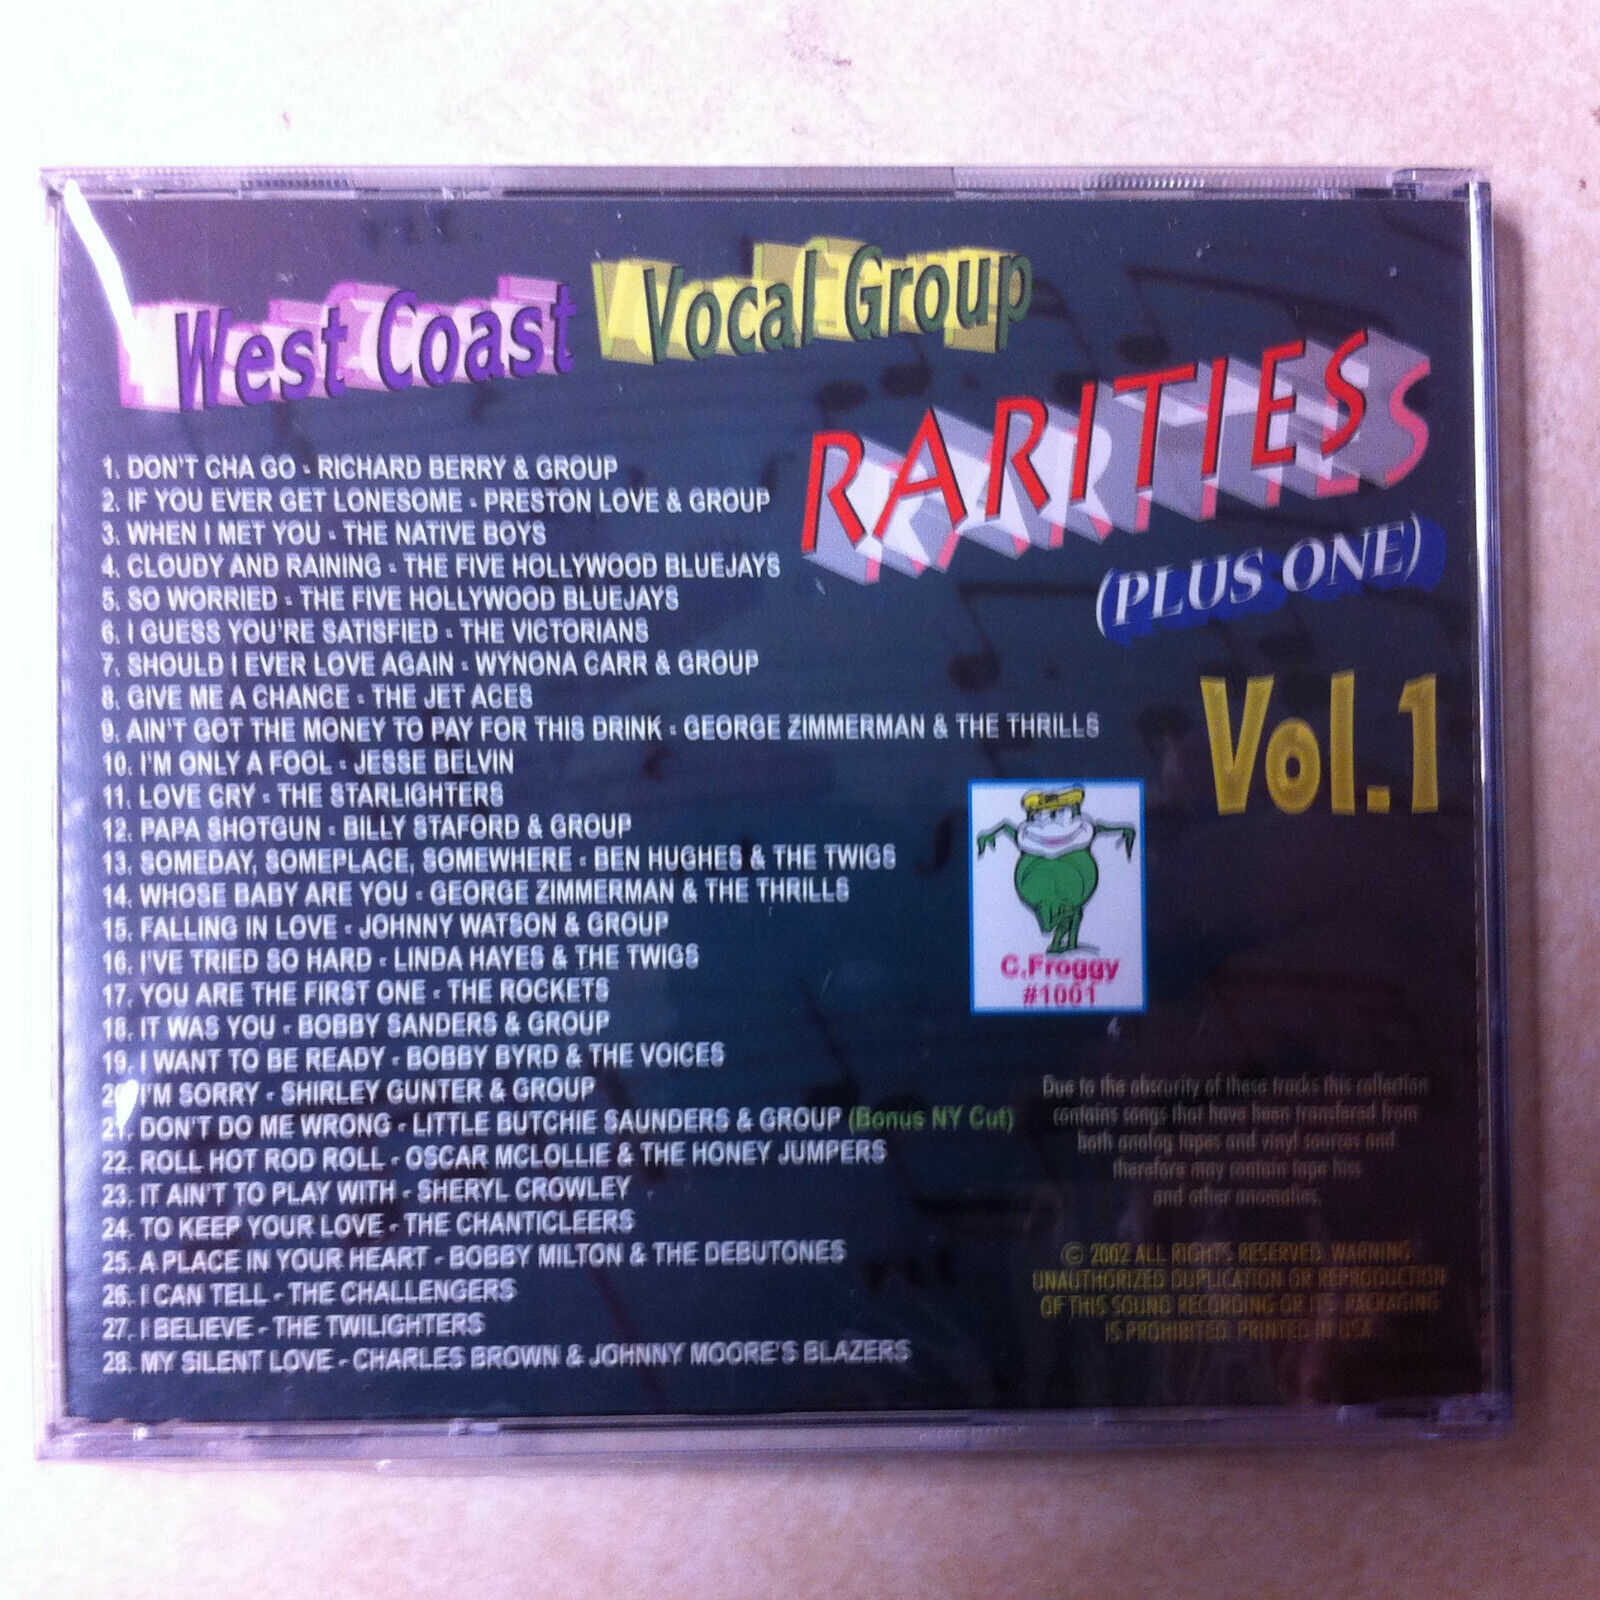 West Coast Vocal Group
RARITIES
(PLUS ONE)
Vol.1
1. DON'T CHA GO - RICHARD BERRY & GROUP
2. IF YOU EVER GET LONESOME - PRESTON LOVE & GROUP
3. WHEN I MET YOU - THE NATIVE BOYS
4. CLOUDY AND RAINING - THE FIVE HOLLYWOOD BLUEJAYS
5. SO WORRIED - THE FIVE HOLLYWOOD BLUEJAYS
6. I GUESS YOU'RE SATISFIED - THE VICTORIANS
7. SHOULD I EVER LOVE AGAIN - WYNONA CARR & GROUP
8. GIVE ME A CHANCE - THE JET ACES
9. AIN'T GOT THE MONEY TO PAY FOR THIS DRINK - GEORGE ZIMMERMAN & THE THRILLS
10. I'M ONLY A FOOL - JESSE BELVIN
11. LOVE CRY - THE STARLIGHTERS
12. PAPA SHOTGUN - BILLY STAFORD & GROUP
13. SOMEDAY, SOMEPLACE, SOMEWHERE - BEN HUGHES & THE TWIGS
14. WHOSE BABY ARE YOU - GEORGE ZIMMERMAN & THE THRILLS
15. FALLING IN LOVE - JOHNNY WATSON & GROUP
16. I'VE TRIED SO HARD - LINDA HAYES & THE TWIGS
17. YOU ARE THE FIRST ONE - THE ROCKETS
18. IT WAS YOU - BOBBY SANDERS & GROUP
19. I WANT TO BE READY - BOBBY BYRD & THE VOICES
20. I'M SORRY - SHIRLEY GUNTER & GROUP
21. DON'T DO ME WRONG - LITTLE BUTCHIE SAUNDERS & GROUP (Bonus NY Cut)
22. ROLL HOT ROD ROLL - OSCAR MCLOLLIE & THE HONEY JUMPERS
23. IT AIN'T TO PLAY WITH - SHERYL CROWLEY
24. TO KEEP YOUR LOVE - THE CHANTICLEERS
25. A PLACE IN YOUR HEART - BOBBY MILTON & THE DEBUTONES
26. I CAN TELL - THE CHALLENGERS
27. I BELIEVE - THE TWILIGHTERS
28. MY SILENT LOVE - CHARLES BROWN & JOHNNY MOORE'S BLAZERS
C.Froggy
#1001
Due to the obscurity of these tracks this collection
contains songs that have been transfered from
both analog tapes and vinyl sources and
therefore may contain tape hiss
and other anomalies.
© 2002 ALL RIGHTS RESERVED. WARNING
UNAUTHORIZED DUPLICATION OR REPRODUCTION
OF THIS SOUND RECORDING OR ITS PACKAGING
IS PROHIBITED. PRINTED IN USA.